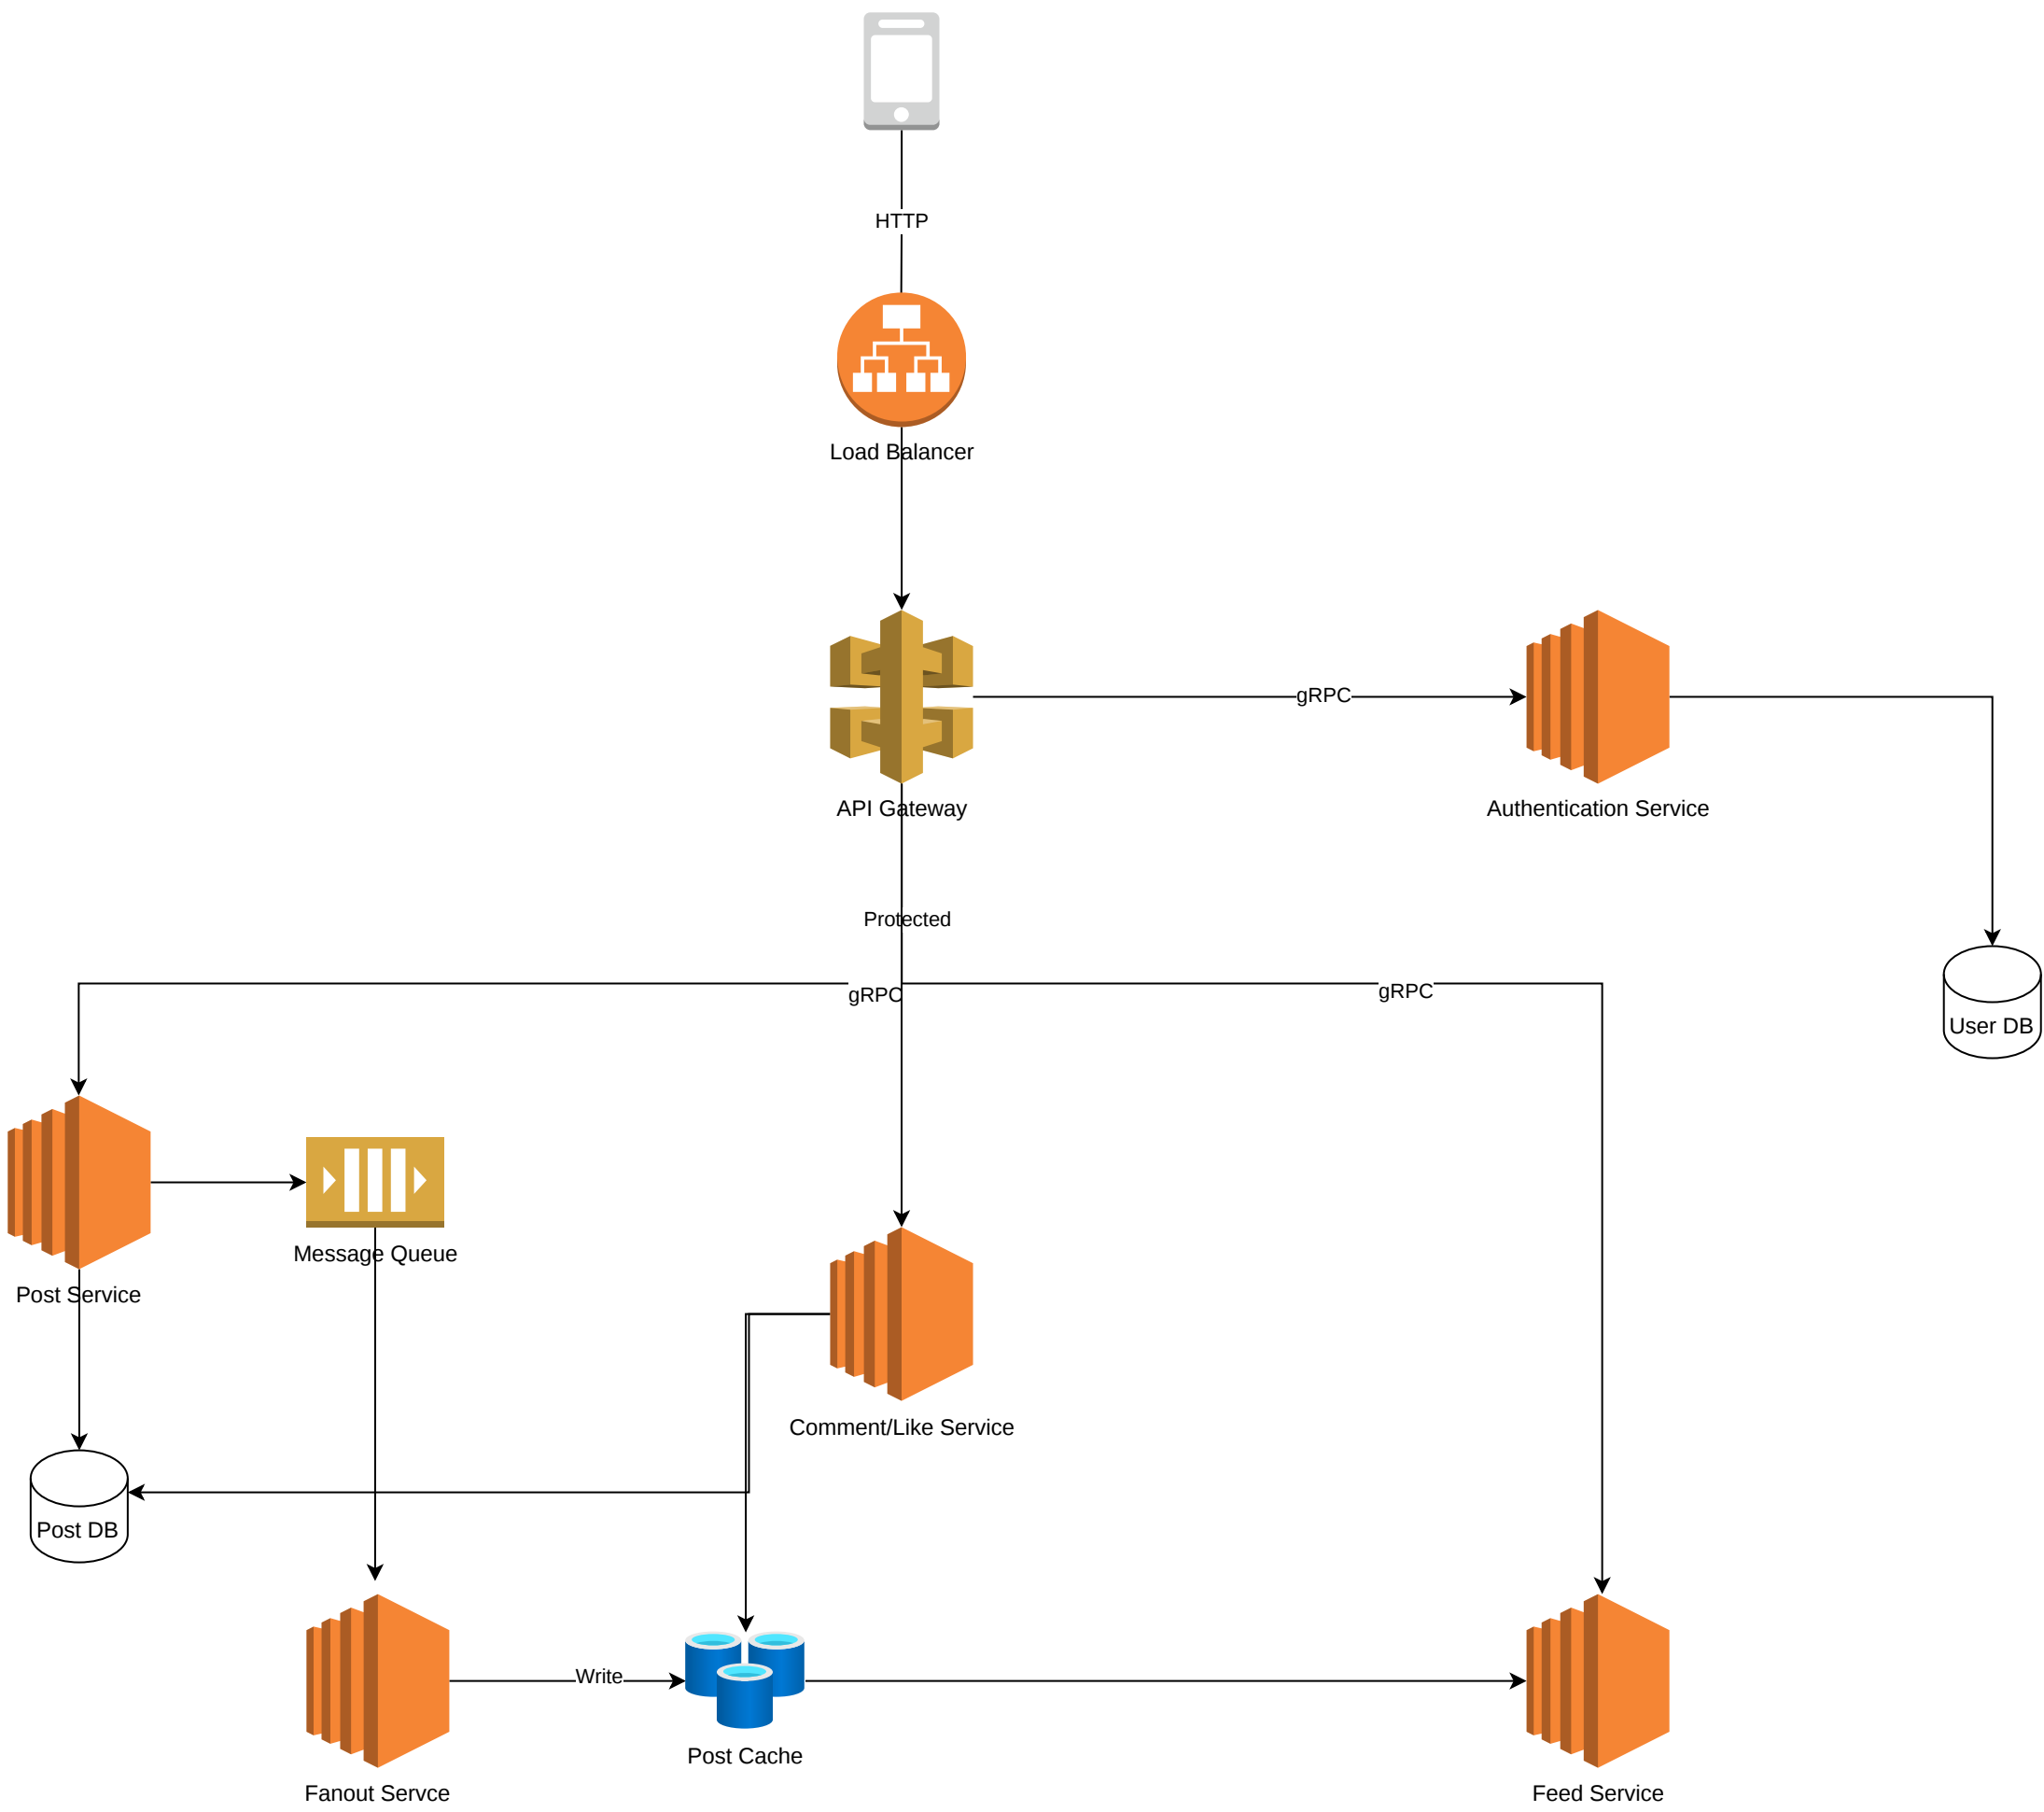 HTTP
Load Balancer
gRPC
API Gateway
Authentication Service
Protected
gRPC
gRPC
User DB
Message Queue
Post Service
Comment/Like Service
Post DB
Write
Post Cache
Fanout Servce
Feed Service